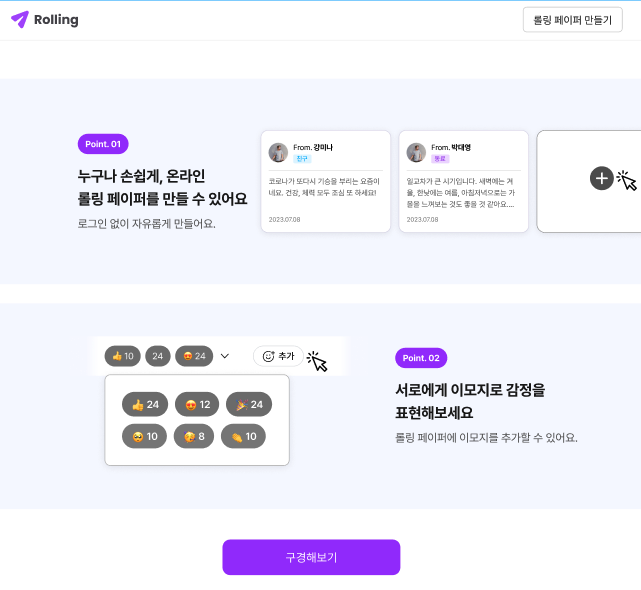 Rolling
롤링 페이퍼 만들기
Point. 01
누구나 손쉽게, 온라인
롤링 페이퍼를 만들 수 있어요
로그인 없이 자유롭게 만들어요.
From. 강미나
친구
코로나가 또다시 기승을 부리는 요즘이
네요. 건강, 체력 모두 조심 또 하세요!
2023.07.08
From. 박대영
동료
일교차가 큰 시기입니다. 새벽에는 겨
울, 한낮에는 여름, 아침저녁으로는 가
을을 느껴보는 것도 좋을 것 같아요....
2023.07.08
👍 10
24
😍 24
추가
👍 24
😍 12
🎉 24
🥺 10
🥳 8
👏 10
Point. 02
서로에게 이모지로 감정을
표현해보세요
롤링 페이퍼에 이모지를 추가할 수 있어요.
구경해보기